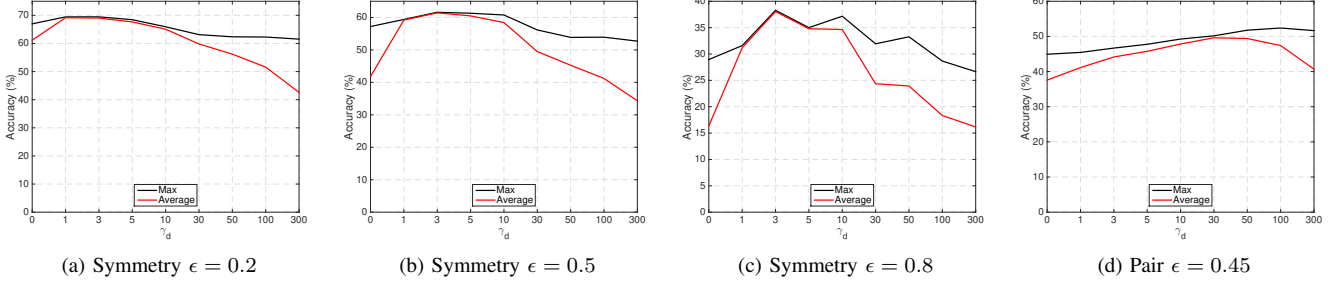 Accuracy (%)
70
60
50
40
30
20
10
0
0 1 3 5 10 30 50 100 300
γd
Max
Average
(a) Symmetry ϵ = 0.2
Accuracy (%)
60
50
40
30
20
10
0
0 1 3 5 10 30 50 100 300
γd
Max
Average
(b) Symmetry ϵ = 0.5
Accuracy (%)
40
35
30
25
20
15
10
5
0
0 1 3 5 10 30 50 100 300
γd
Max
Average
(c) Symmetry ϵ = 0.8
Accuracy (%)
60
50
40
30
20
10
0
0 1 3 5 10 30 50 100 300
γd
Max
Average
(d) Pair ϵ = 0.45